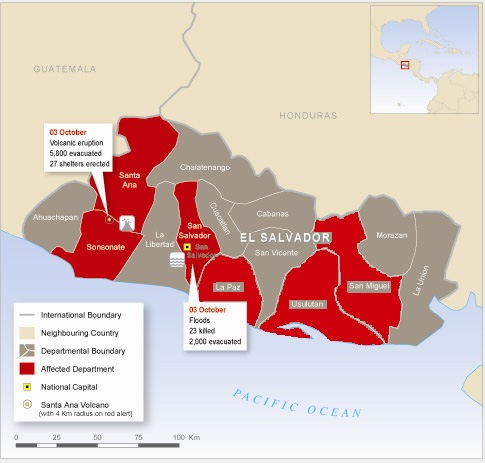 GUATEMALA
HONDURAS
03 October
Volcanic eruption
5,800 evacuated
27 shelters erected
Santa
Ana
Chalatenango
Ahuachapan
Sonsonate
La
Libertad
San
Salvador
San
Salvador
Cuscatlan
Cabanas
EL SALVADOR
San Vicente
Morazan
La Paz
Usulutan
San Miguel
La Union
03 October
Floods
23 killed
2,000 evacuated
International Boundary
Neighbouring Country
Departmental Boundary
Affected Department
National Capital
Santa Ana Volcano
(with 4 Km radius on red alert)
PACIFIC OCEAN
0 25 50 75 100 Km